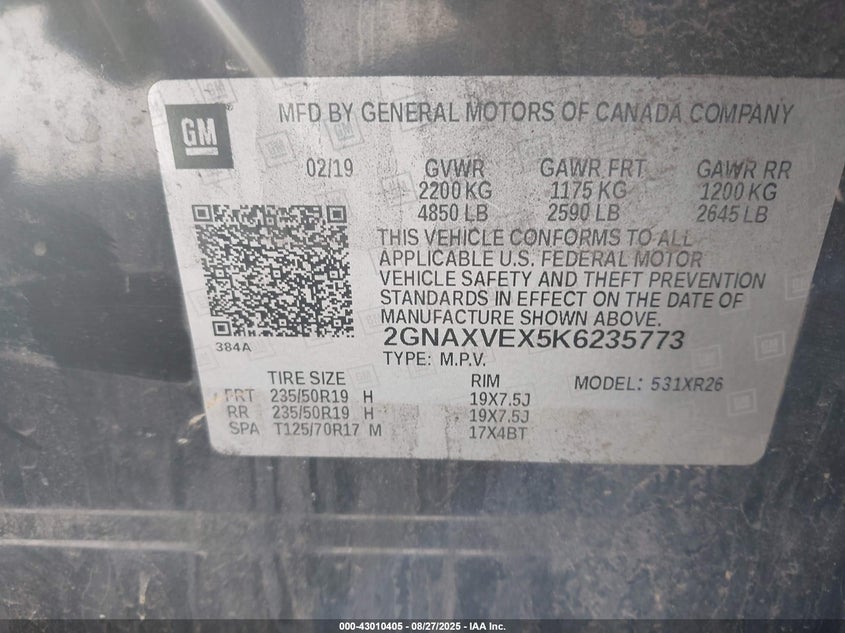 GM
MFD BY GENERAL MOTORS OF CANADA COMPANY
02/19 GVWR GAWR FRT GAWR RR
2200 KG 1175 KG 1200 KG
4850 LB 2590 LB 2645 LB
THIS VEHICLE CONFORMS TO ALL
APPLICABLE U.S. FEDERAL MOTOR
VEHICLE SAFETY AND THEFT PREVENTION
STANDARDS IN EFFECT ON THE DATE OF
MANUFACTURE SHOWN ABOVE.
384A
2GNAXVEX5K6235773
TYPE: M.P.V.
TIRE SIZE RIM MODEL: 531XR26
FRT 235/50R19 H 19X7.5J
RR 235/50R19 H 19X7.5J
SPA T125/70R17 M 17X4BT
000-43010405 - 08/27/2025 - IAA Inc.